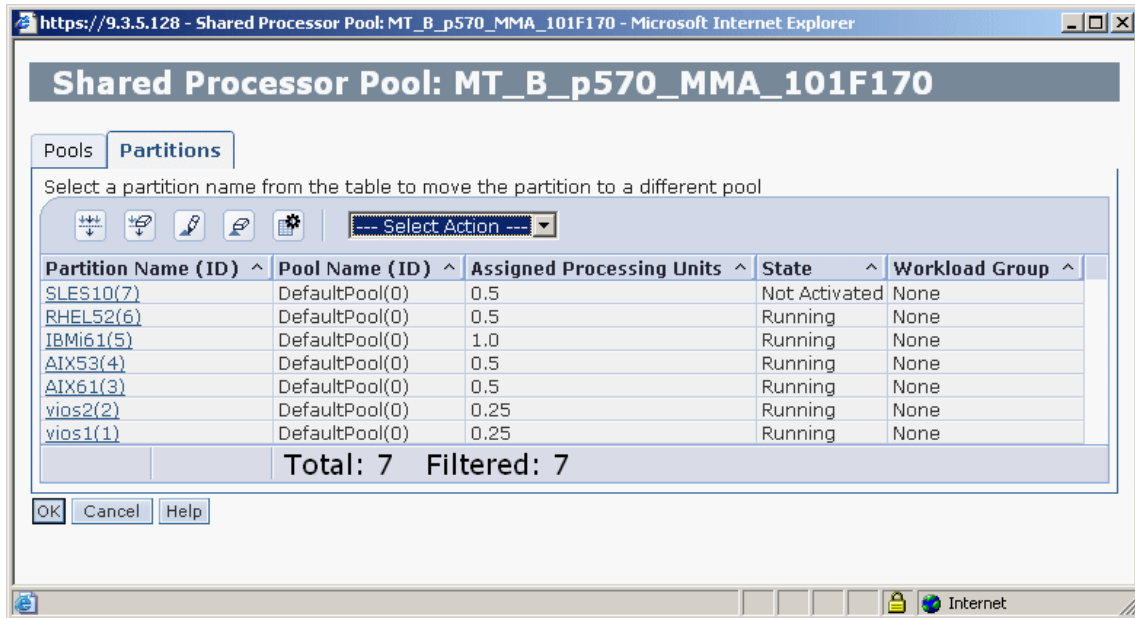 https://9.3.5.128 - Shared Processor Pool: MT_B_p570_MMA_101F170 - Microsoft Internet Explorer
Shared Processor Pool: MT_B_p570_MMA_101F170
Pools Partitions
Select a partition name from the table to move the partition to a different pool
--- Select Action ---
Partition Name (ID) ^ Pool Name (ID) ^ Assigned Processing Units ^ State ^ Workload Group ^
SLES10(7) DefaultPool(0) 0.5 Not Activated None
RHEL52(6) DefaultPool(0) 0.5 Running None
IBMi61(5) DefaultPool(0) 1.0 Running None
AIX53(4) DefaultPool(0) 0.5 Running None
AIX61(3) DefaultPool(0) 0.5 Running None
vios2(2) DefaultPool(0) 0.25 Running None
vios1(1) DefaultPool(0) 0.25 Running None
Total: 7 Filtered: 7
OK Cancel Help
Internet